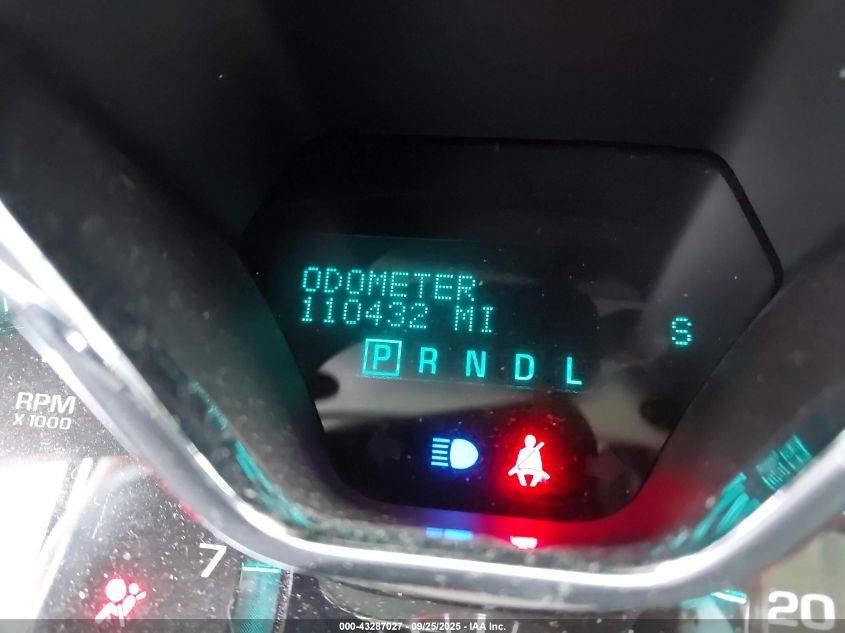 ODOMETER
110432 MI
S
P R N D L
RPM
X 1000
7
20
000-43287027 - 09/25/2025 - IAA Inc.